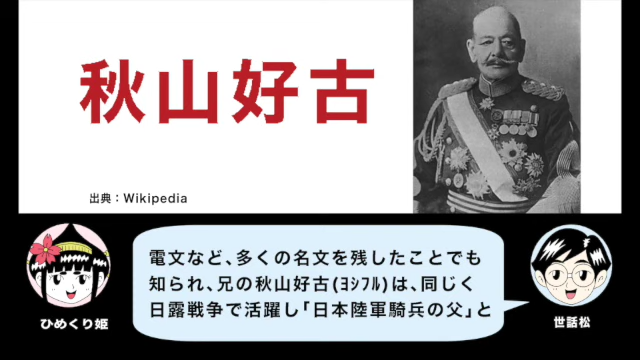 秋山好古
出典：Wikipedia
電文など、多くの名文を残したことでも
知られ、兄の秋山好古(ﾖｼﾌﾙ)は、同じく
日露戦争で活躍し「日本陸軍騎兵の父」と
ひめくり姫
世話松